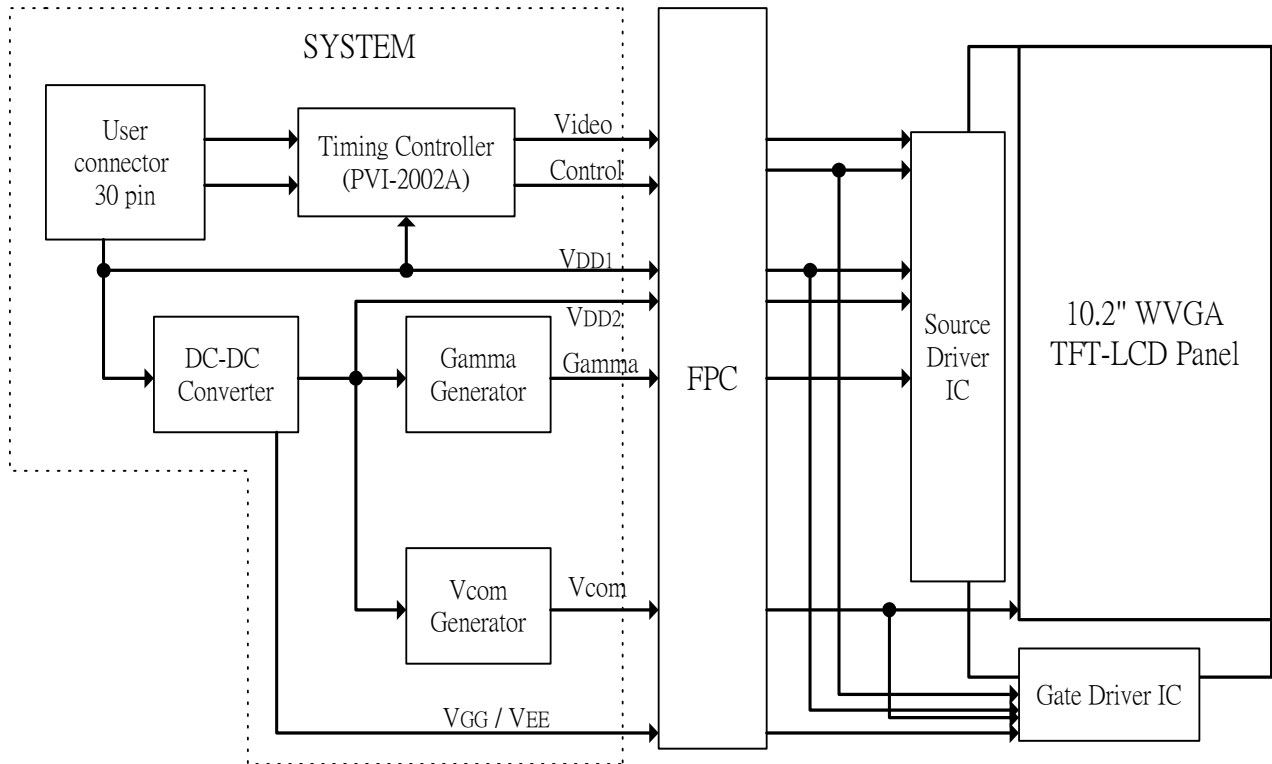 SYSTEM
User
connector
30 pin
Timing Controller
(PVI-2002A)
Video
Control
VDD1
VDD2
DC-DC
Converter
Gamma
Generator
Gamma
Vcom
Generator
Vcom
VGG / VEE
FPC
Source
Driver
IC
10.2" WVGA
TFT-LCD Panel
Gate Driver IC